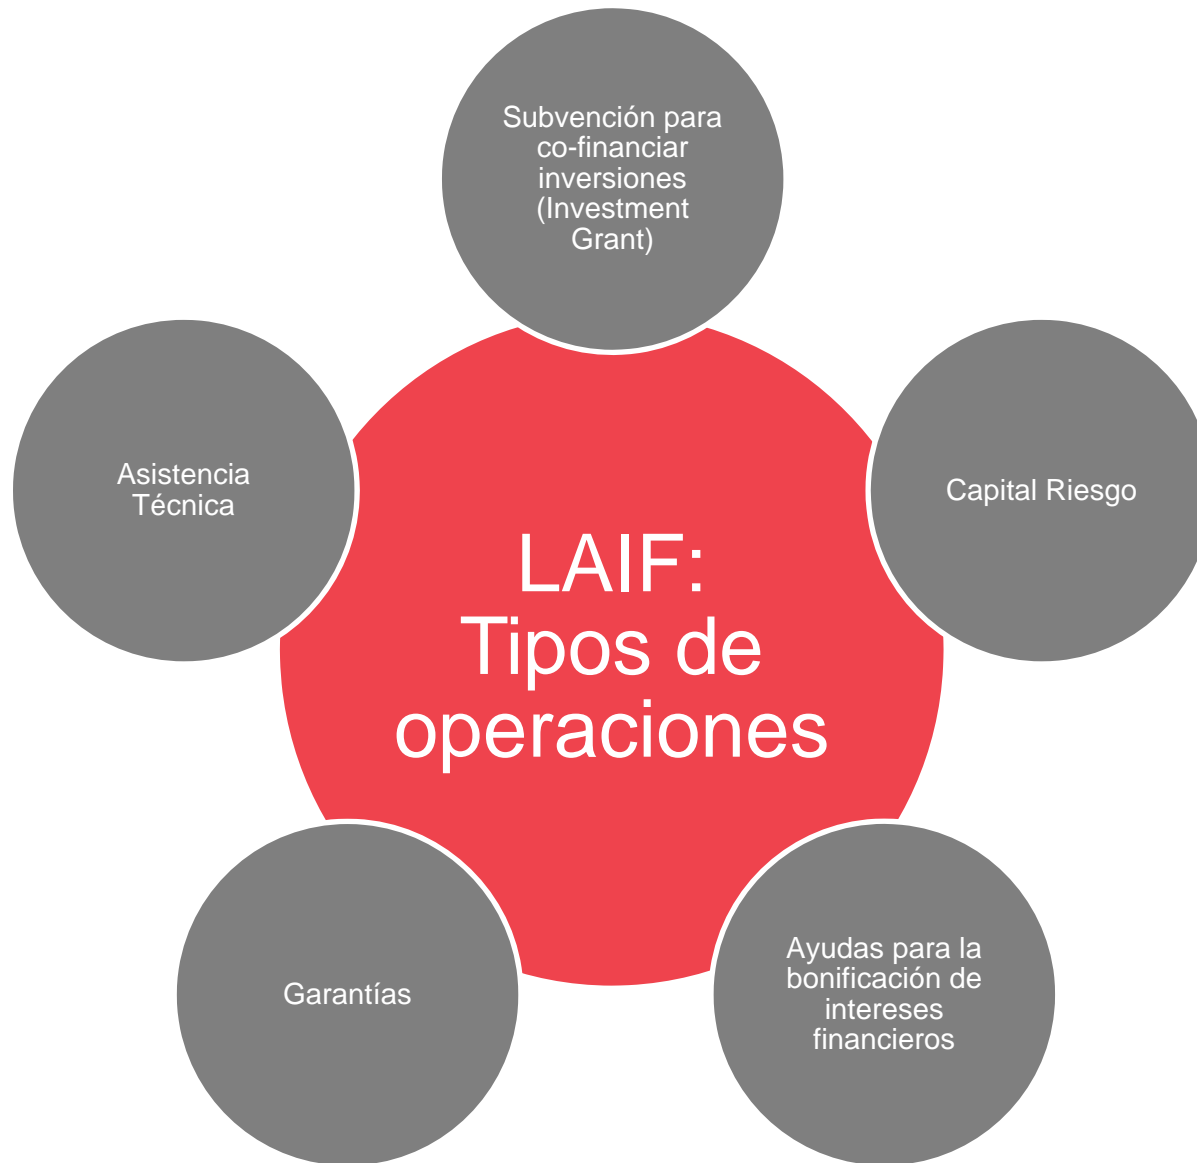 Subvención para
co-financiar
inversiones
(Investment
Grant)
Asistencia
Técnica
Capital Riesgo
LAIF:
Tipos de
operaciones
Garantías
Ayudas para la
bonificación de
intereses
financieros